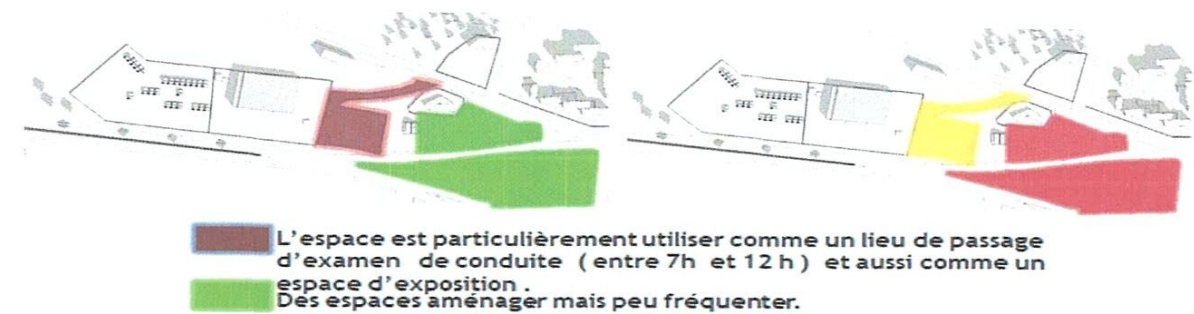 L'espace est particulièrement utiliser comme un lieu de passage
d'examen de conduite ( entre 7h et 12 h ) et aussi comme un
espace d'exposition .
Des espaces aménager mais peu fréquenter.